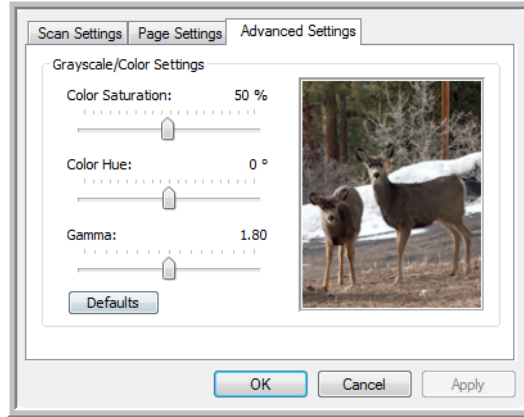 Scan Settings Page Settings Advanced Settings
Grayscale/Color Settings
Color Saturation: 50 %
Color Hue: 0 °
Gamma: 1.80
Defaults
OK Cancel Apply